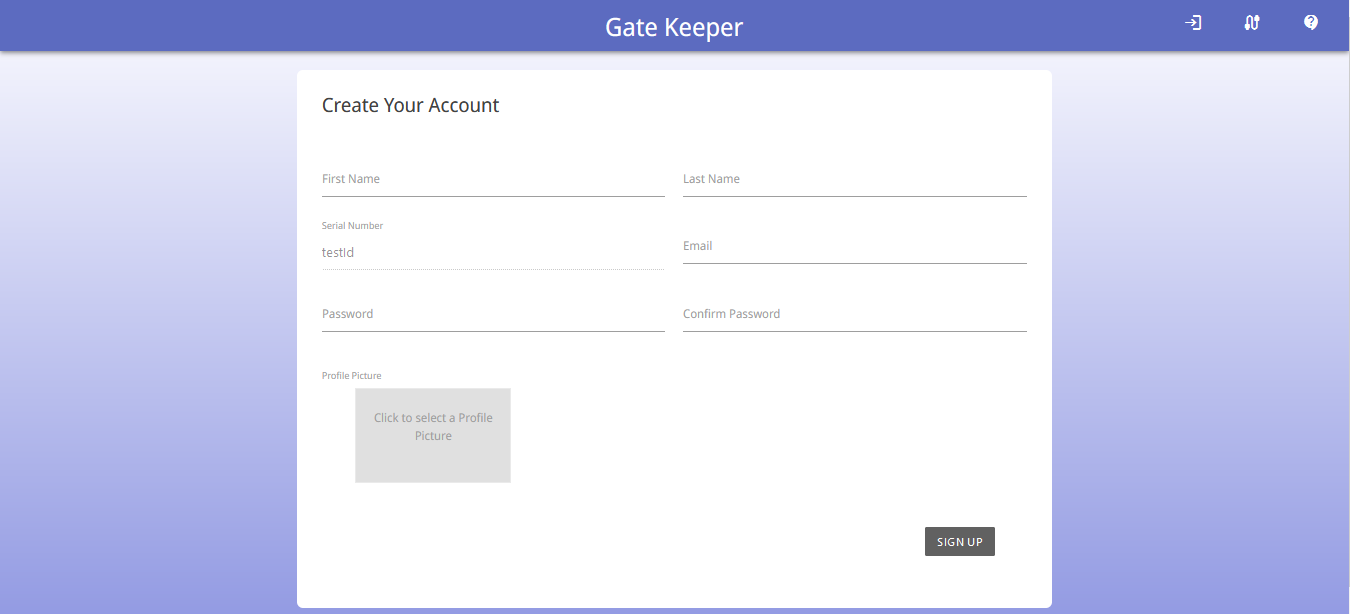 Gate Keeper
Create Your Account
First Name
Last Name
Serial Number
testId
Email
Password
Confirm Password
Profile Picture
Click to select a Profile
Picture
SIGN UP